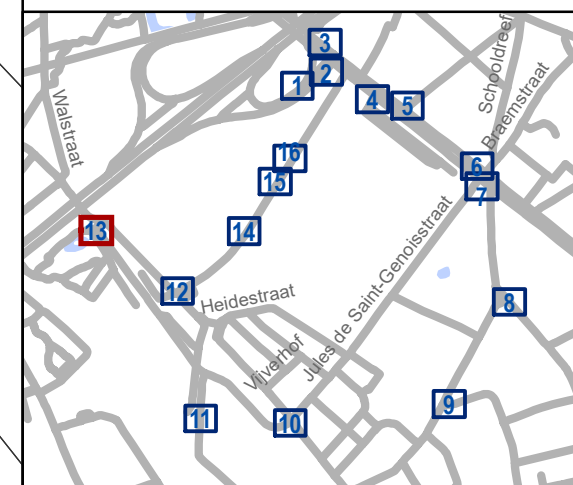 3
2
1
4
5
Schooldreef
Braemstraat
Walstraat
16
15
6
7
13
14
12
Heidestraat
Jules de Saint-Genoisstraat
8
Vijverhof
9
11
10